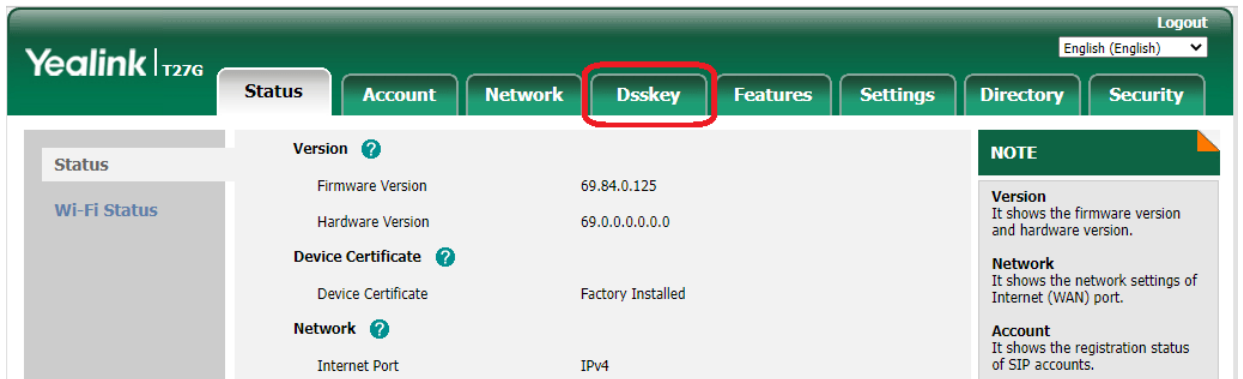 Logout
English (English)
Yealink T27G
Status Account Network Dsskey Features Settings Directory Security
Status
Wi-Fi Status
Version ?
Firmware Version 69.84.0.125
Hardware Version 69.0.0.0.0.0.0
Device Certificate ?
Device Certificate Factory Installed
Network ?
Internet Port IPv4
NOTE
Version
It shows the firmware version
and hardware version.
Network
It shows the network settings of
Internet (WAN) port.
Account
It shows the registration status
of SIP accounts.